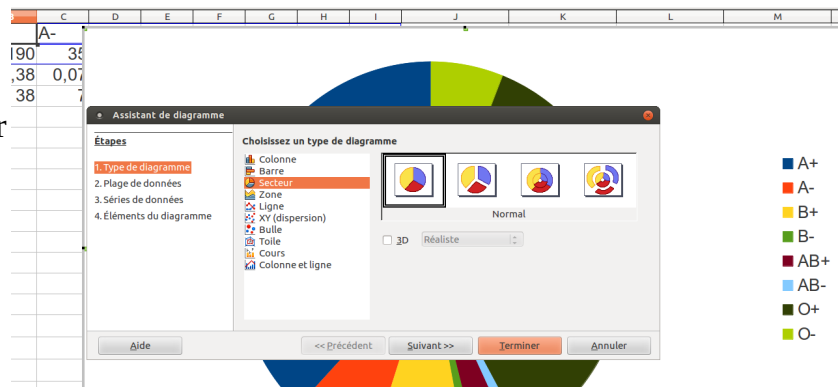 C D E F G H I J K L M
A-
190 35
,38 0,07
38 7
r
Assistant de diagramme
Étapes
1. Type de diagramme
2. Plage de données
3. Séries de données
4. Éléments du diagramme
Choisissez un type de diagramme
Colonne
Barre
Secteur
Zone
Ligne
XY (dispersion)
Bulle
Toile
Cours
Colonne et ligne
Normal
3D Réaliste
Aide << Précédent Suivant >> Terminer Annuler
A+
A-
B+
B-
AB+
AB-
O+
O-